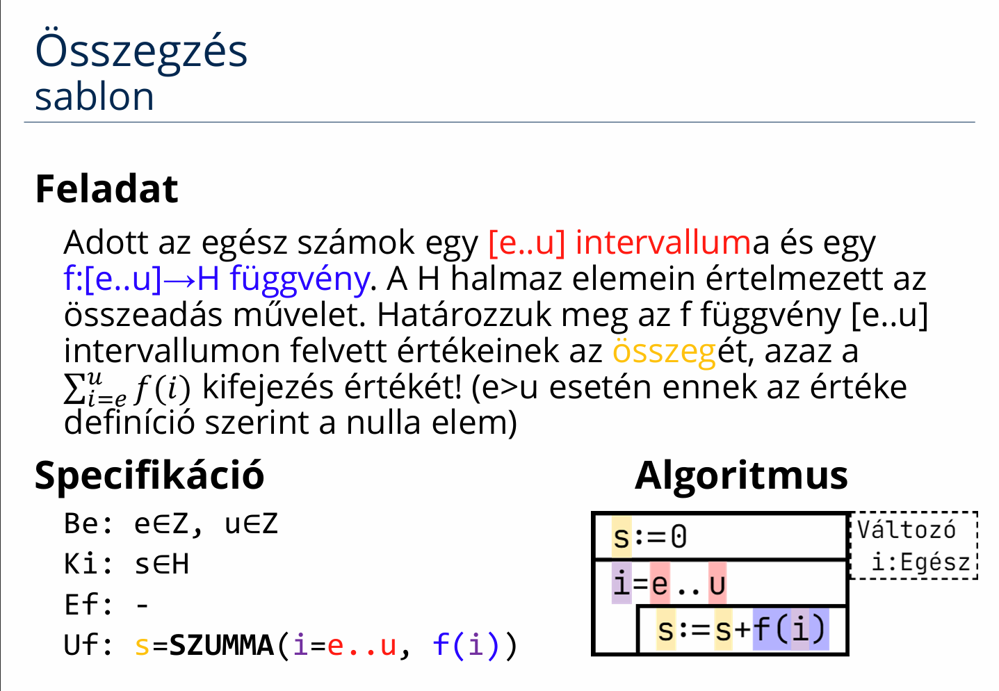 Összegzés
sablon
Feladat
Adott az egész számok egy [e..u] intervalluma és egy
f:[e..u]→H függvény. A H halmaz elemein értelmezett az
összeadás művelet. Határozzuk meg az f függvény [e..u]
intervallumon felvett értékeinek az összegét, azaz a
∑ᵤᵢ₌ₑ f(i) kifejezés értékét! (e>u esetén ennek az értéke
definíció szerint a nulla elem)
Specifikáció
Be: e∈Z, u∈Z
Ki: s∈H
Ef: -
Uf: s=SZUMMA(i=e..u, f(i))
Algoritmus
s:=0
i=e..u
s:=s+f(i)
Változó
i:Egész